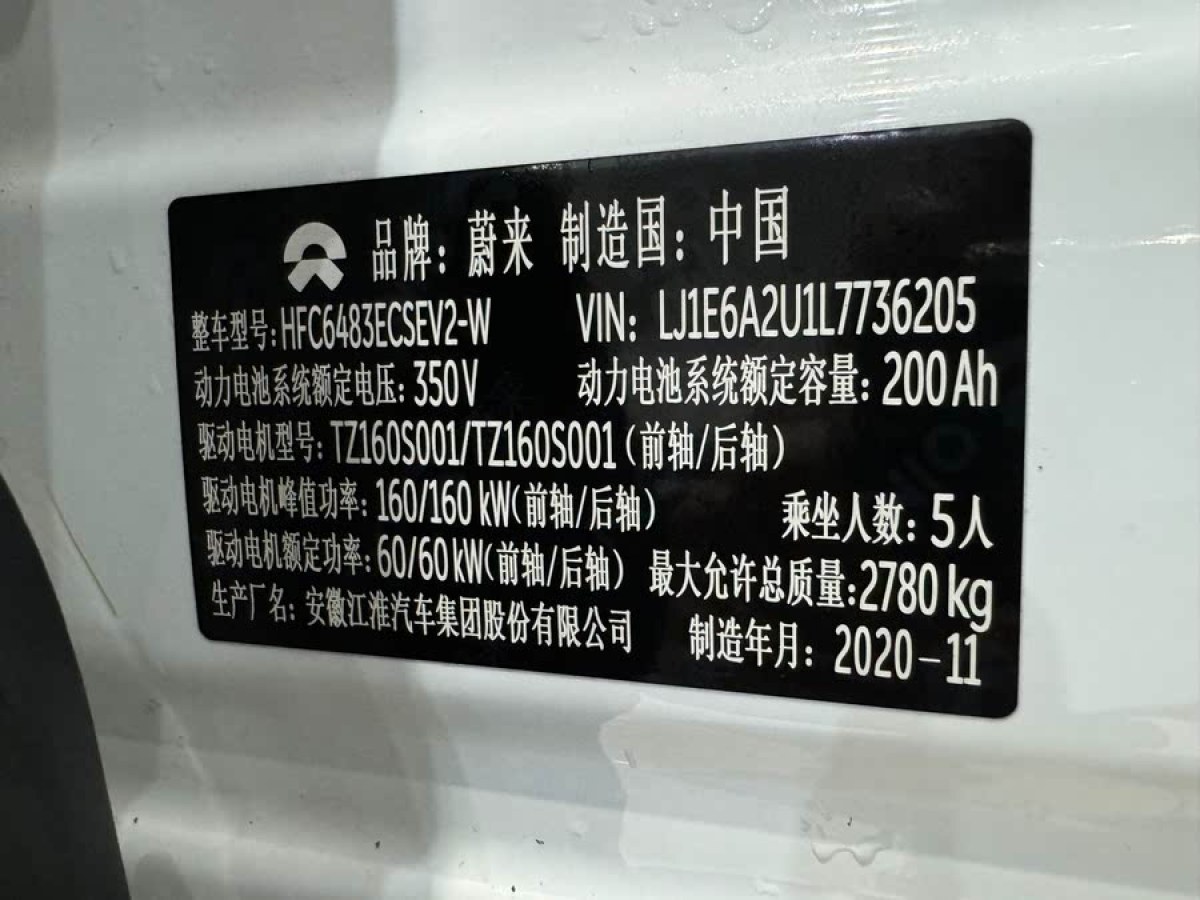 品牌：蔚来 制造国：中国
整车型号：HFC6483ECSEV2-W VIN：LJ1E6A2U1L7736205
动力电池系统额定电压：350V 动力电池系统额定容量：200Ah
驱动电机型号：TZ160S001/TZ160S001（前轴/后轴）
驱动电机峰值功率：160/160kW（前轴/后轴） 乘坐人数：5人
驱动电机额定功率：60/60kW（前轴/后轴） 最大允许总质量：2780kg
生产厂名：安徽江淮汽车集团股份有限公司 制造年月：2020-11